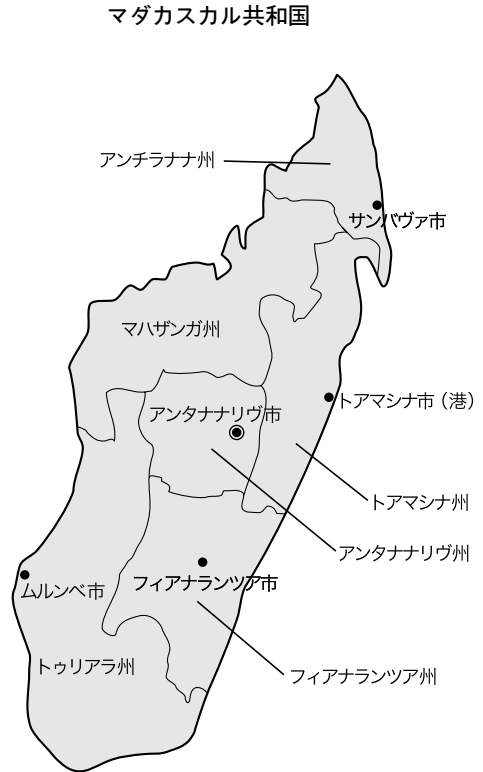 マダカスカル共和国
アンチラナナ州
サンバヴァ市
マハザンガ州
トアマシナ市（港）
アンタナナリヴ市
トアマシナ州
アンタナナリヴ州
フィアナランツア市
ムルンベ市
トゥリアラ州
フィアナランツア州